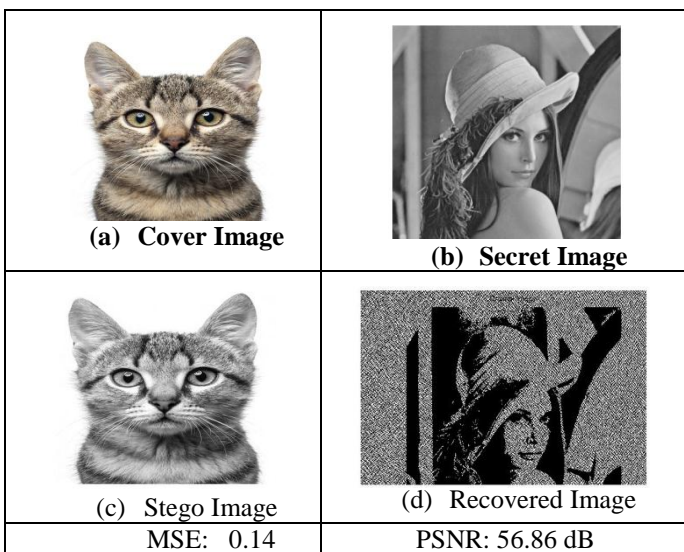 (a) Cover Image
(b) Secret Image
(c) Stego Image
(d) Recovered Image
MSE: 0.14
PSNR: 56.86 dB